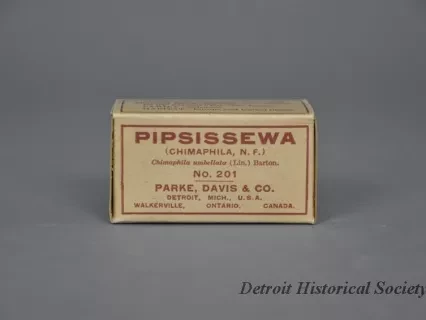 PIPSISSEWA
(CHIMAPHILA, N. F.)
Chimaphila umbellata (Lin.) Barton.
No. 201
PARKE, DAVIS & CO.
DETROIT, MICH., U.S.A.
WALKERVILLE, ONTARIO. CANADA.
Detroit Historical Society